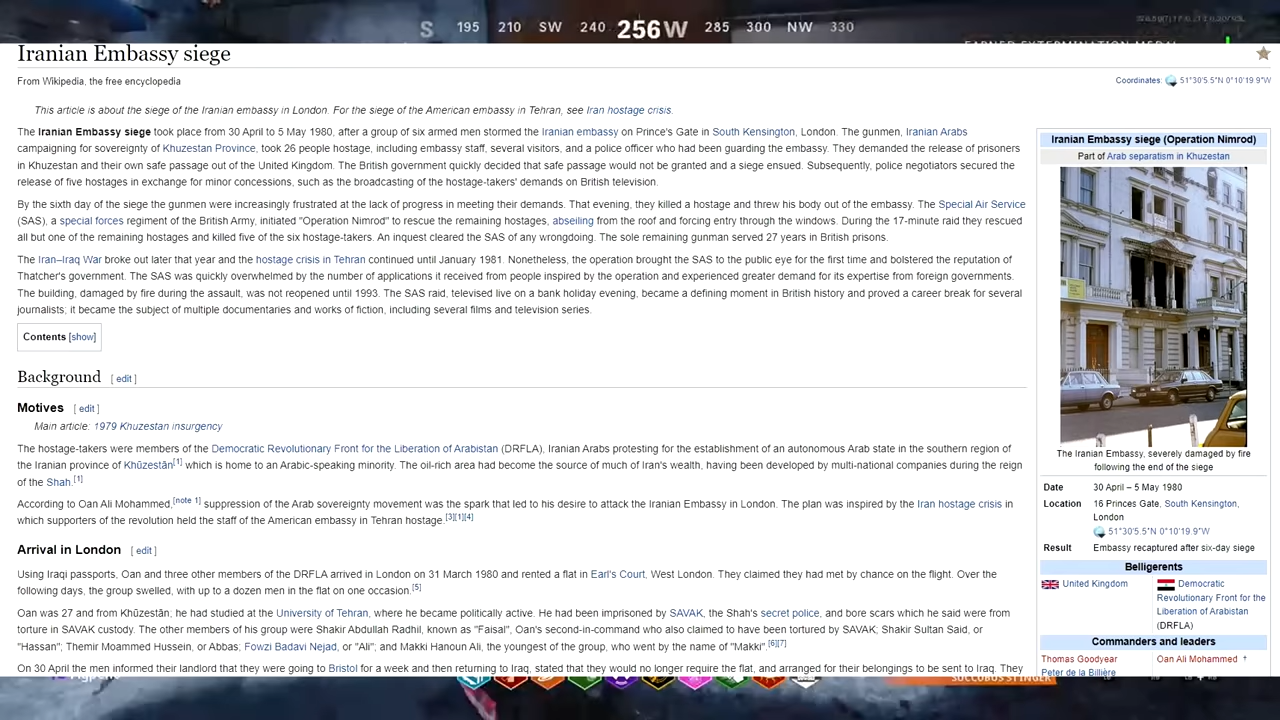 S 195 210 SW 240 256W 285 300 NW 330
EARNED EXTERMINATION MEDAL
Iranian Embassy siege
From Wikipedia, the free encyclopedia
Coordinates: 51°30′5.5″N 0°10′19.9″W
This article is about the siege of the Iranian embassy in London. For the siege of the American embassy in Tehran, see Iran hostage crisis.
The Iranian Embassy siege took place from 30 April to 5 May 1980, after a group of six armed men stormed the Iranian embassy on Prince's Gate in South Kensington, London. The gunmen, Iranian Arabs
campaigning for sovereignty of Khuzestan Province, took 26 people hostage, including embassy staff, several visitors, and a police officer who had been guarding the embassy. They demanded the release of prisoners
in Khuzestan and their own safe passage out of the United Kingdom. The British government quickly decided that safe passage would not be granted and a siege ensued. Subsequently, police negotiators secured the
release of five hostages in exchange for minor concessions, such as the broadcasting of the hostage-takers' demands on British television.
By the sixth day of the siege the gunmen were increasingly frustrated at the lack of progress in meeting their demands. That evening, they killed a hostage and threw his body out of the embassy. The Special Air Service
(SAS), a special forces regiment of the British Army, initiated "Operation Nimrod" to rescue the remaining hostages, abseiling from the roof and forcing entry through the windows. During the 17-minute raid they rescued
all but one of the remaining hostages and killed five of the six hostage-takers. An inquest cleared the SAS of any wrongdoing. The sole remaining gunman served 27 years in British prisons.
The Iran–Iraq War broke out later that year and the hostage crisis in Tehran continued until January 1981. Nonetheless, the operation brought the SAS to the public eye for the first time and bolstered the reputation of
Thatcher's government. The SAS was quickly overwhelmed by the number of applications it received from people inspired by the operation and experienced greater demand for its expertise from foreign governments.
The building, damaged by fire during the assault, was not reopened until 1993. The SAS raid, televised live on a bank holiday evening, became a defining moment in British history and proved a career break for several
journalists; it became the subject of multiple documentaries and works of fiction, including several films and television series.
Contents [show]
Background [ edit ]
Motives [ edit ]
Main article: 1979 Khuzestan insurgency
The hostage-takers were members of the Democratic Revolutionary Front for the Liberation of Arabistan (DRFLA), Iranian Arabs protesting for the establishment of an autonomous Arab state in the southern region of
the Iranian province of Khūzestān[1] which is home to an Arabic-speaking minority. The oil-rich area had become the source of much of Iran's wealth, having been developed by multi-national companies during the reign
of the Shah.[1]
According to Oan Ali Mohammed,[note 1] suppression of the Arab sovereignty movement was the spark that led to his desire to attack the Iranian Embassy in London. The plan was inspired by the Iran hostage crisis in
which supporters of the revolution held the staff of the American embassy in Tehran hostage.[3][1][4]
Arrival in London [ edit ]
Using Iraqi passports, Oan and three other members of the DRFLA arrived in London on 31 March 1980 and rented a flat in Earl's Court, West London. They claimed they had met by chance on the flight. Over the
following days, the group swelled, with up to a dozen men in the flat on one occasion.[5]
Oan was 27 and from Khūzestān; he had studied at the University of Tehran, where he became politically active. He had been imprisoned by SAVAK, the Shah's secret police, and bore scars which he said were from
torture in SAVAK custody. The other members of his group were Shakir Abdullah Radhil, known as "Faisal", Oan's second-in-command who also claimed to have been tortured by SAVAK; Shakir Sultan Said, or
"Hassan"; Themir Moammed Hussein, or Abbas; Fowzi Badavi Nejad, or "Ali"; and Makki Hanoun Ali, the youngest of the group, who went by the name of "Makki".[6][7]
On 30 April the men informed their landlord that they were going to Bristol for a week and then returning to Iraq, stated that they would no longer require the flat, and arranged for their belongings to be sent to Iraq. They
Iranian Embassy siege (Operation Nimrod)
Part of Arab separatism in Khuzestan
The Iranian Embassy, severely damaged by fire
following the end of the siege
Date 30 April – 5 May 1980
Location 16 Princes Gate, South Kensington,
London
51°30′5.5″N 0°10′19.9″W
Result Embassy recaptured after six-day siege
Belligerents
United Kingdom
Democratic
Revolutionary Front for the
Liberation of Arabistan
(DRFLA)
Commanders and leaders
Thomas Goodyear
Peter de la Billière
Oan Ali Mohammed †
SUCCUBUS STINGER